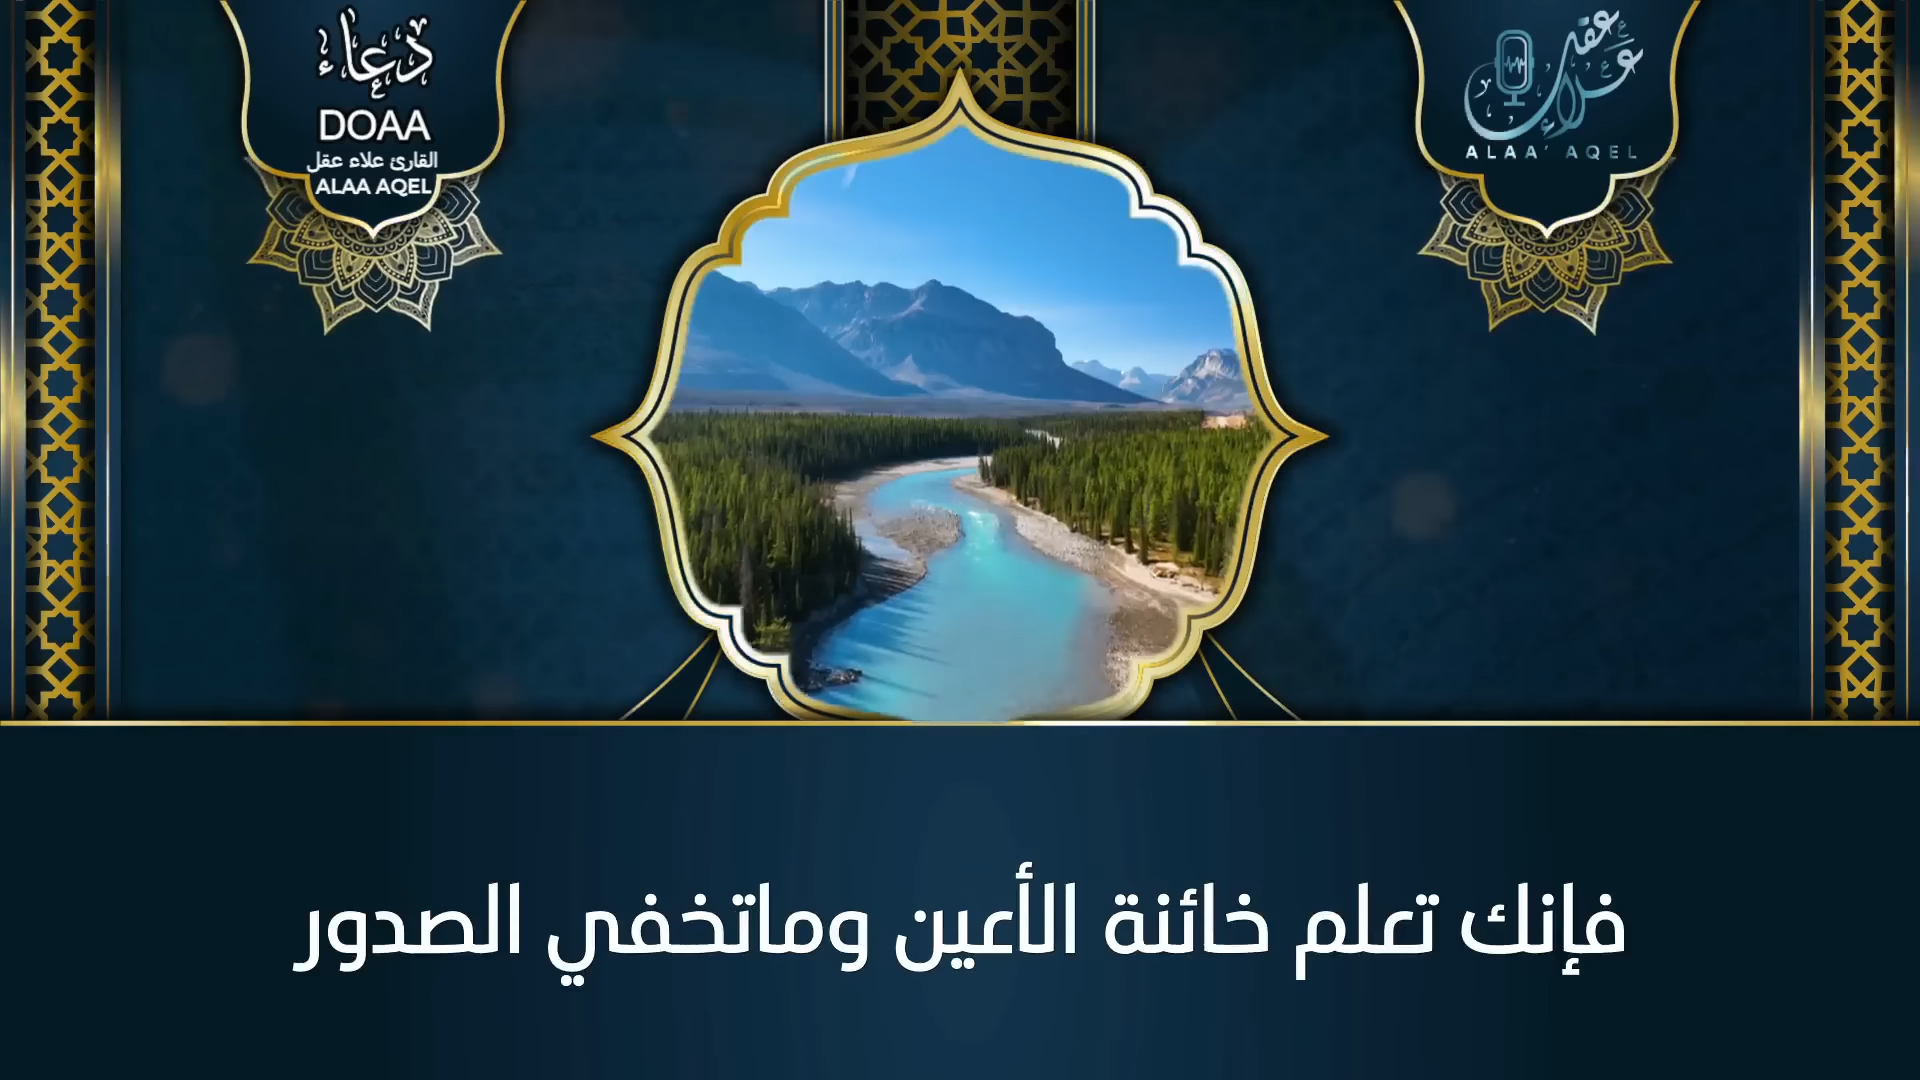 دعاء
DOAA
القارئ علاء عقل
ALAA AQEL
علاء عقل
ALAA' AQEL
فإنك تعلم خائنة الأعين وماتخفي الصدور